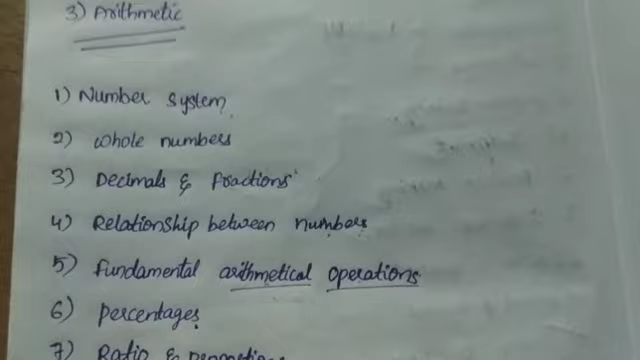 3) Arithmetic
1) Number system
2) whole numbers
3) Decimals & fractions
4) Relationship between numbers
5) fundamental arithmetical operations
6) percentages
7) Ratio &